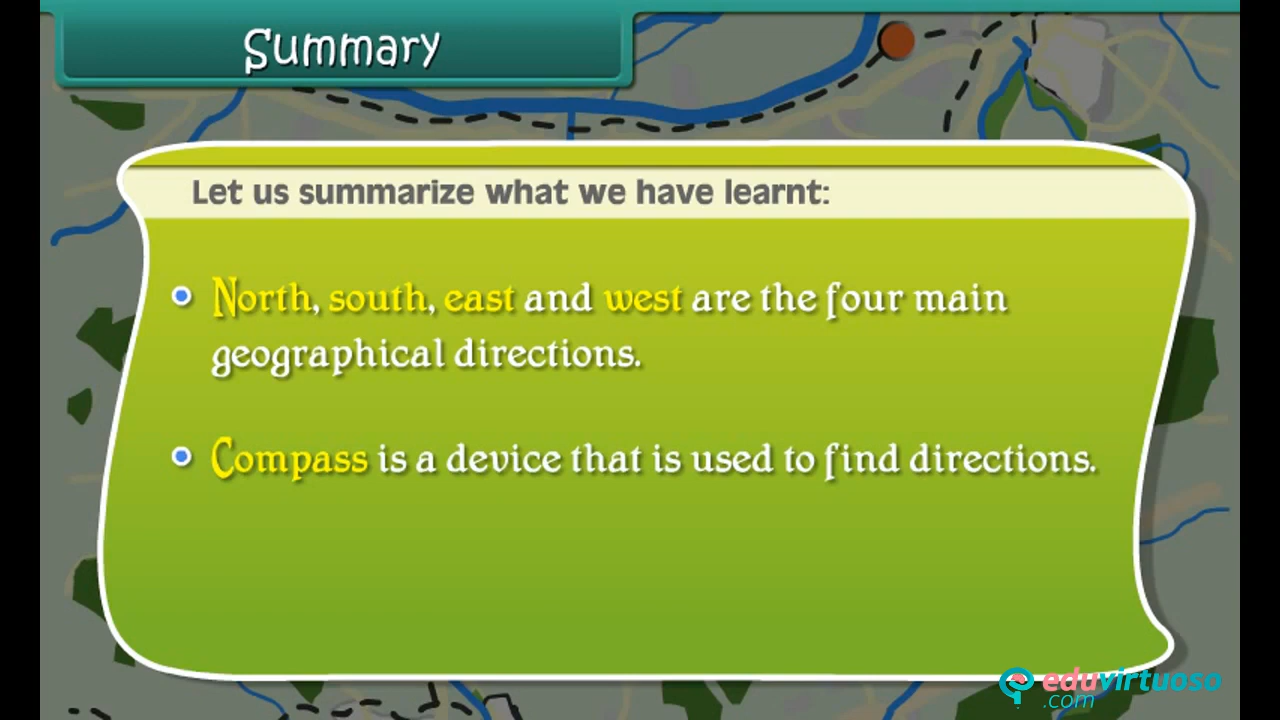 Summary
Let us summarize what we have learnt:
North, south, east and west are the four main
geographical directions.
Compass is a device that is used to find directions.
eduvirtuoso
.com